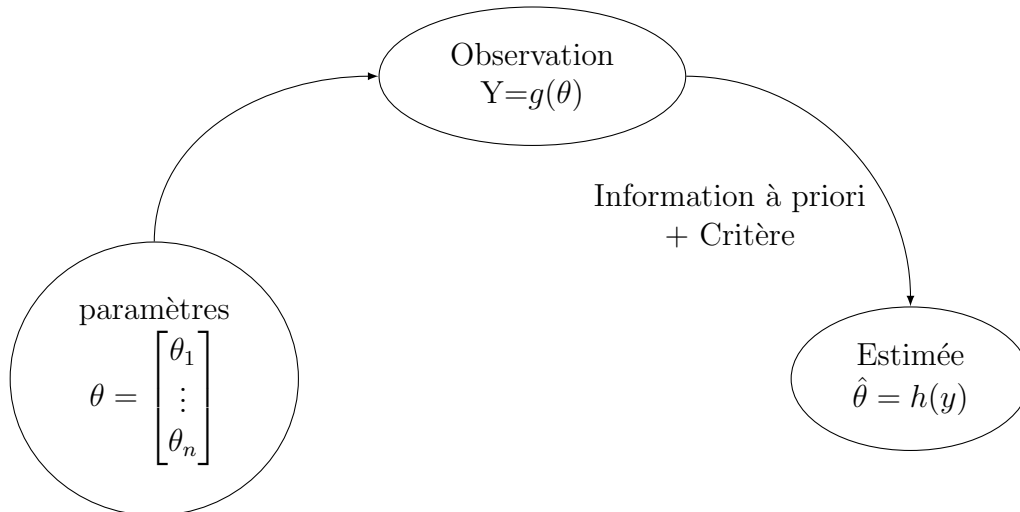 Observation
Y=g(θ)
Information à priori
+ Critère
paramètres
θ = [θ₁ ⋮ θₙ]
Estimée
θ̂ = h(y)